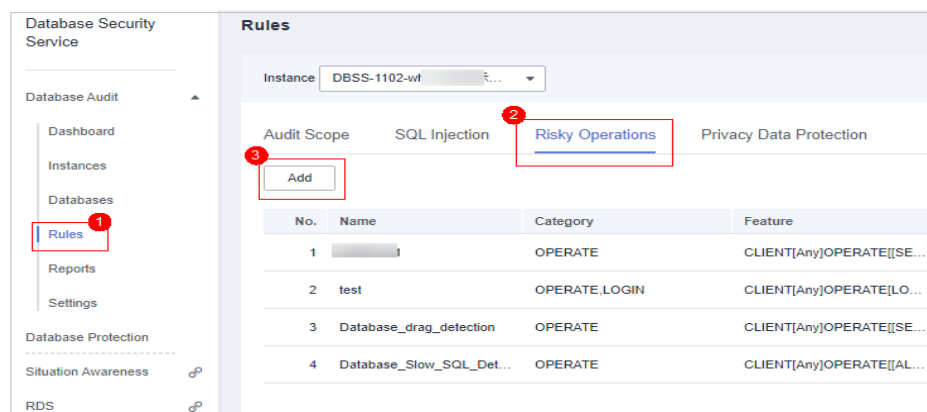 Database Security
Service
Database Audit
Dashboard
Instances
Databases
1
Rules
Reports
Settings
Database Protection
Situation Awareness
RDS
Rules
Instance DBSS-1102-wh
2
Audit Scope SQL Injection Risky Operations Privacy Data Protection
3
Add
No. Name Category Feature
1 OPERATE CLIENT[Any]OPERATE[[SE...
2 test OPERATE,LOGIN CLIENT[Any]OPERATE[LO...
3 Database_drag_detection OPERATE CLIENT[Any]OPERATE[[SE...
4 Database_Slow_SQL_Det... OPERATE CLIENT[Any]OPERATE[[AL...